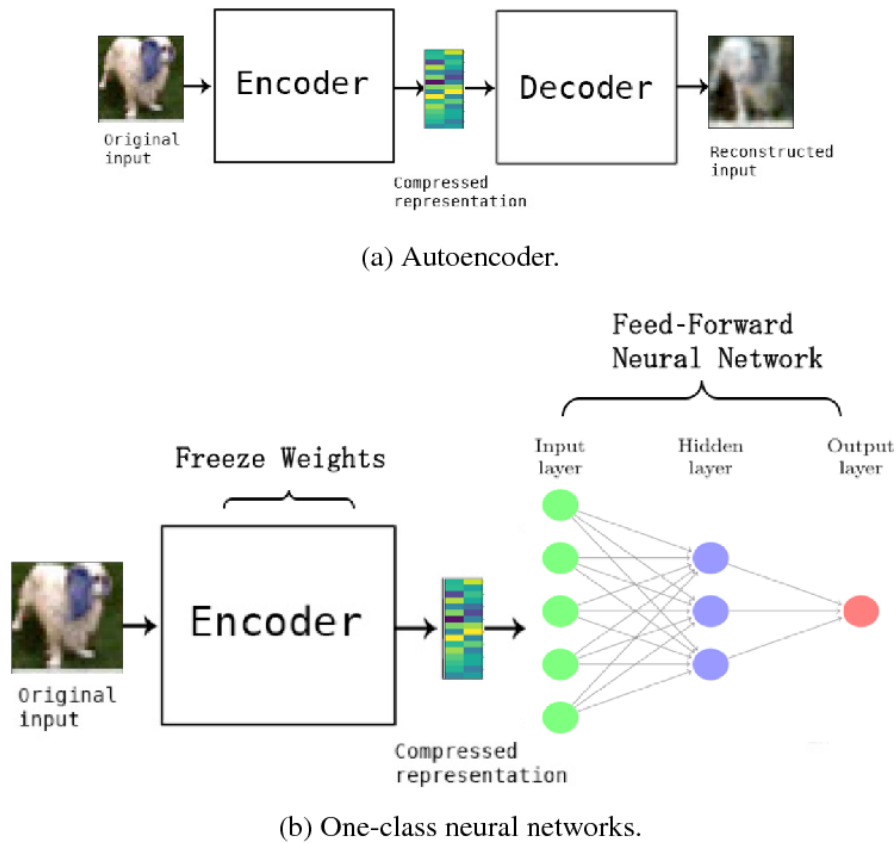 Encoder
Decoder
Original
input
Compressed
representation
Reconstructed
input
(a) Autoencoder.
Feed-Forward
Neural Network
Freeze Weights
Input
layer
Hidden
layer
Output
layer
Encoder
Original
input
Compressed
representation
(b) One-class neural networks.